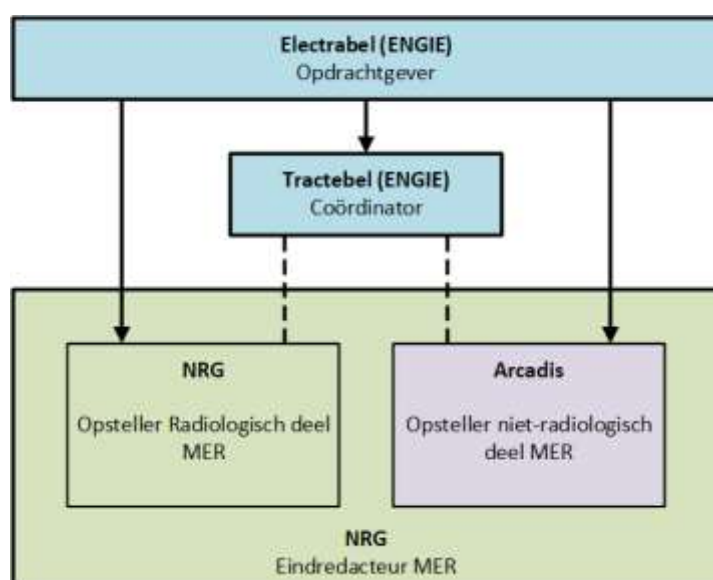 Electrabel (ENGIE)
Opdrachtgever
Tractebel (ENGIE)
Coördinator
NRG
Opsteller Radiologisch deel
MER
Arcadis
Opsteller niet-radiologisch
deel MER
NRG
Eindredacteur MER